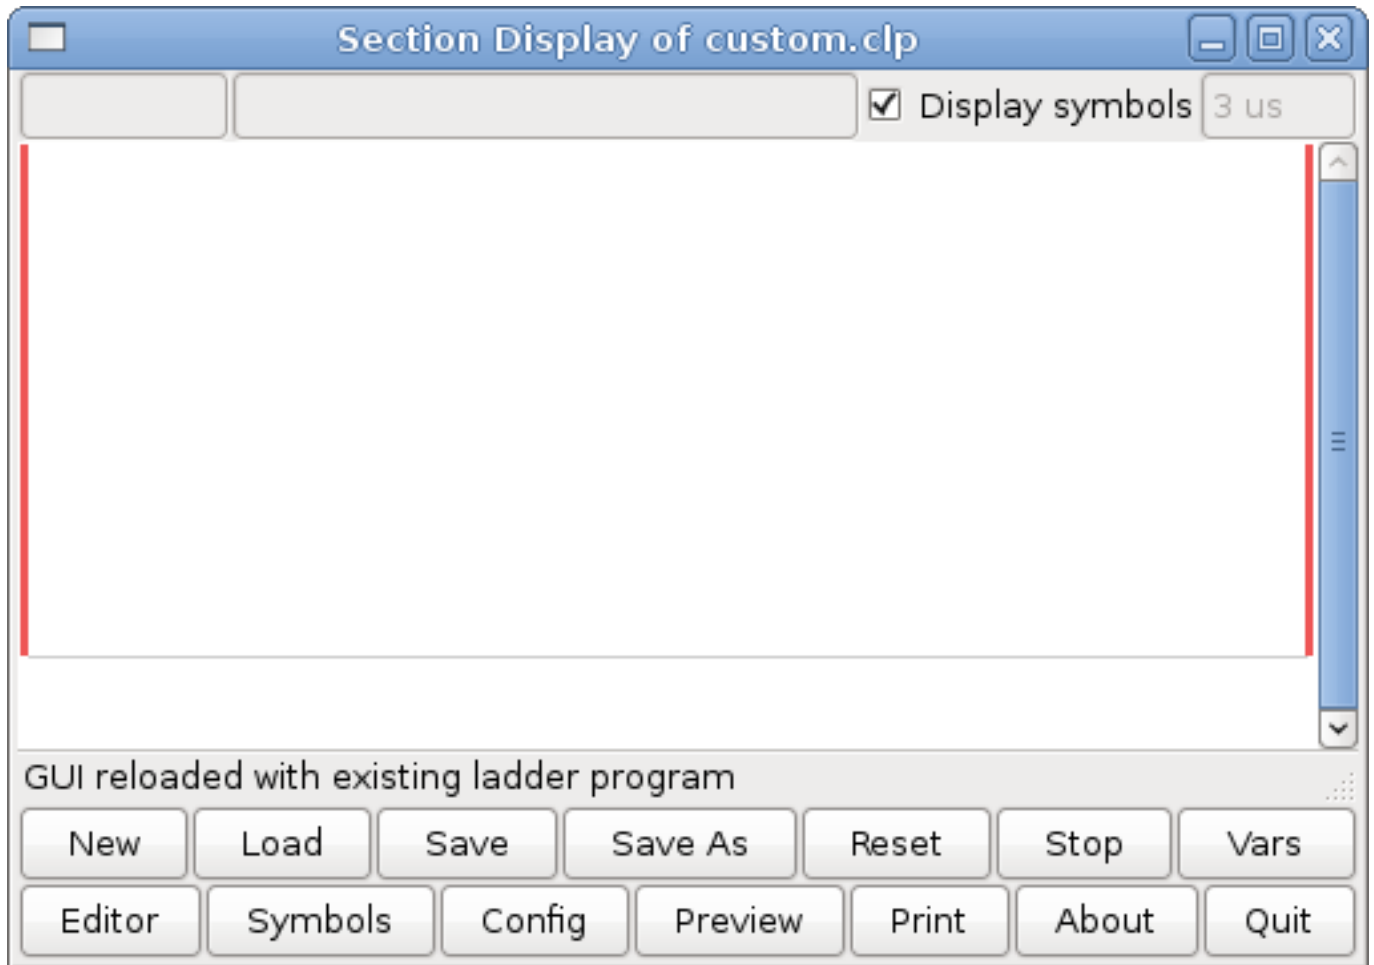 Section Display of custom.clp
Display symbols 3 us
GUI reloaded with existing ladder program
New Load Save Save As Reset Stop Vars
Editor Symbols Config Preview Print About Quit